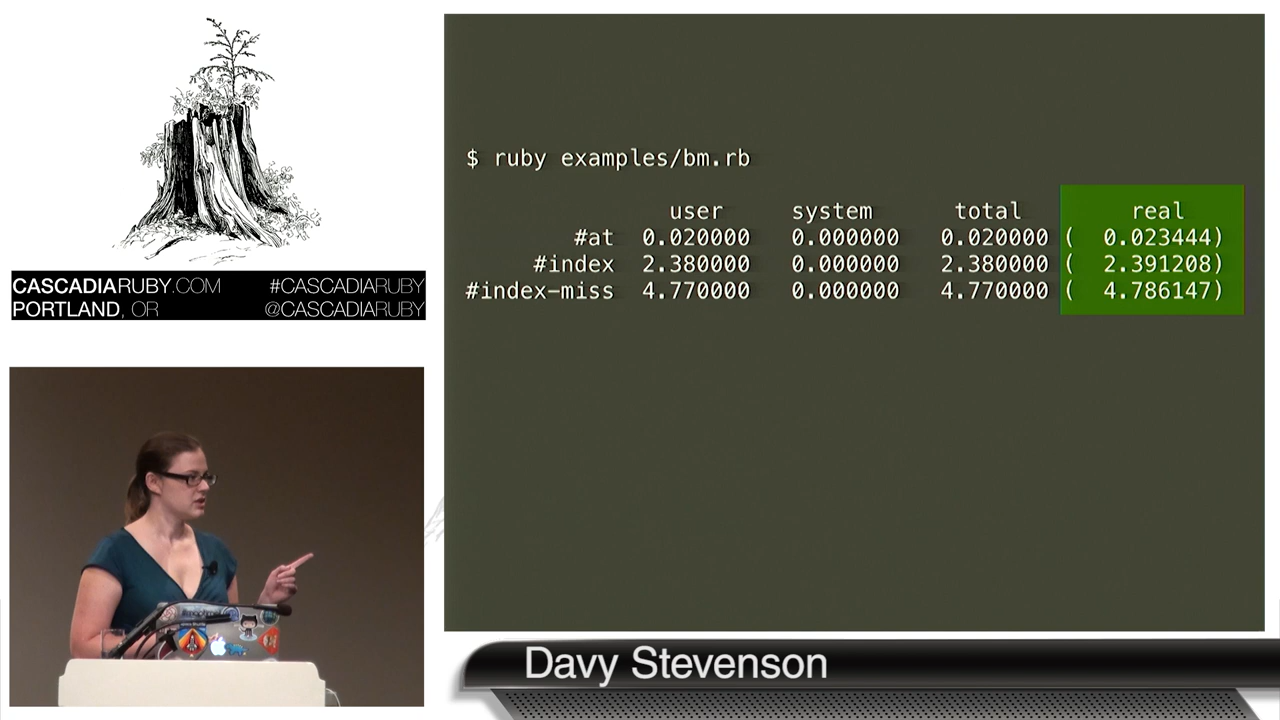 CASCADIARUBY.COM #CASCADIARUBY
PORTLAND, OR @CASCADIARUBY
$ ruby examples/bm.rb
user system total real
#at 0.020000 0.000000 0.020000 ( 0.023444)
#index 2.380000 0.000000 2.380000 ( 2.391208)
#index-miss 4.770000 0.000000 4.770000 ( 4.786147)
Davy Stevenson